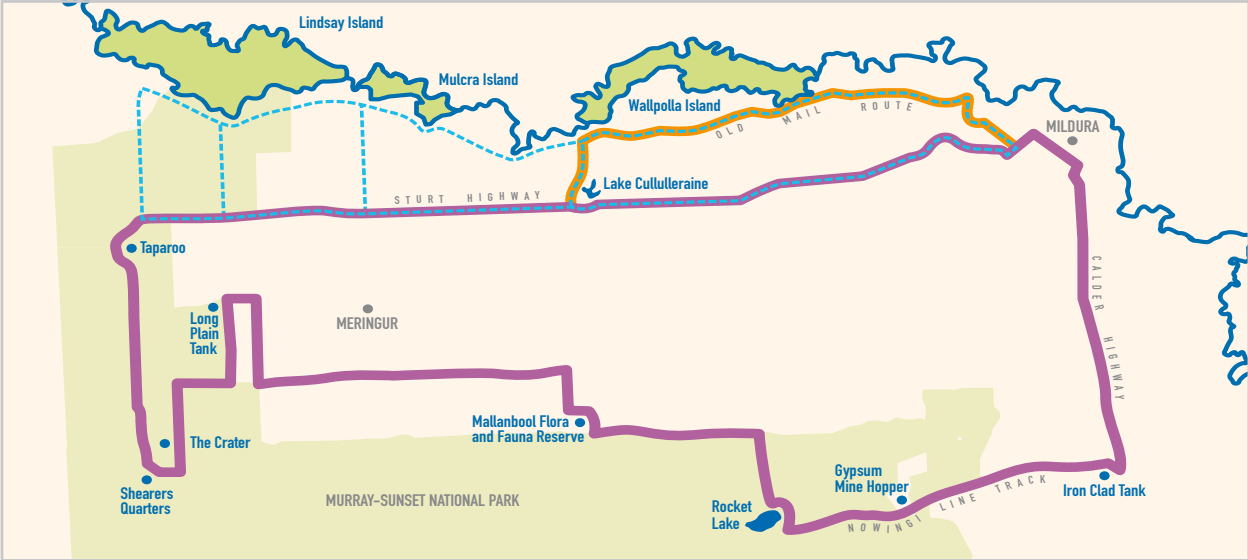 Lindsay Island
Mulcra Island
Wallpolla Island
OLD MAIL ROUTE
MILDURA
Lake Cullulleraine
STURT HIGHWAY
Taparoo
CALDER HIGHWAY
Long
Plain
Tank
MERINGUR
Mallanbool Flora
and Fauna Reserve
The Crater
Shearers
Quarters
MURRAY–SUNSET NATIONAL PARK
Gypsum
Mine Hopper
Iron Clad Tank
Rocket
Lake
NOWINGI LINE TRACK